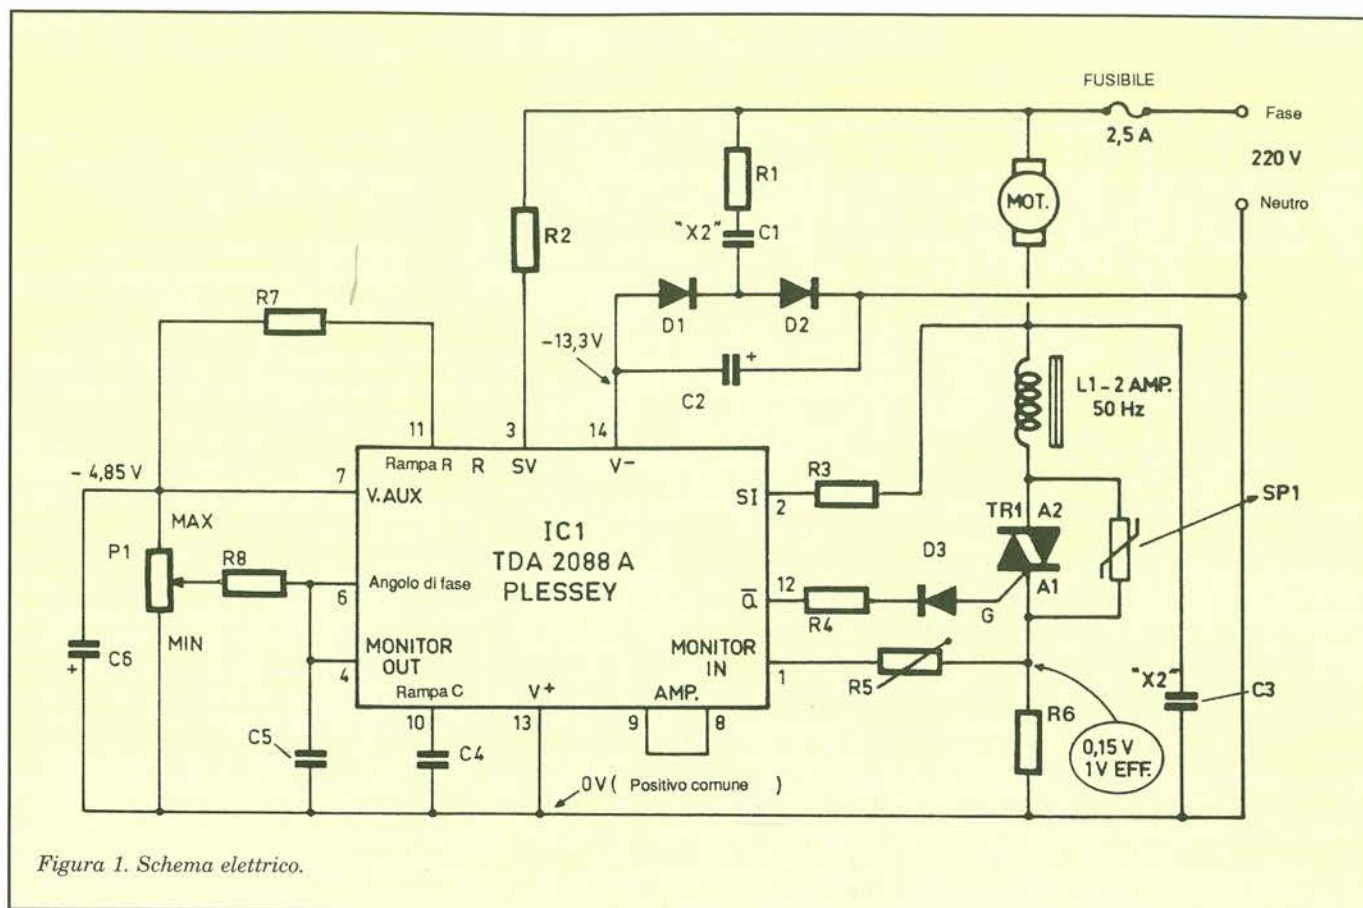 FUSIBILE
2,5 A
Fase
220 V
Neutro
R1
MOT.
"X2"
C1
R2
R7
D1
D2
-13,3 V
+
C2
L1-2 AMP.
50 Hz
11
3
14
Rampa R
R
SV
V-
- 4,85 V
7
V.AUX
SI
2
R3
SP1
TR1
A2
MAX
IC1
TDA 2088 A
PLESSEY
D3
P1
R8
Angolo di fase
6
Q̅
12
A1
R4
G
MIN
MONITOR
OUT
4
MONITOR
IN
1
R5
C6
+
Rampa C
V+
AMP.
"X2"
C3
10
13
9
8
R6
C5
C4
0,15 V
1V EFF.
0V ( Positivo comune )
Figura 1. Schema elettrico.